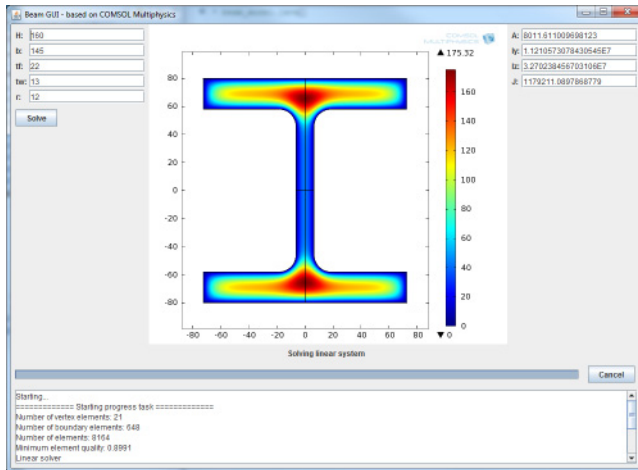 Beam GUI - based on COMSOL Multiphysics
H: 160
b: 145
tf: 22
tw: 13
r: 12
Solve
COMSOL
MULTIPHYSICS
▲ 175.32
80
60
40
20
0
-20
-40
-60
-80
-80 -60 -40 -20 0 20 40 60 80
160
140
120
100
80
60
40
20
0
▼ 0
A: 8011.611009698123
Iy: 1.1210573078430545E7
Iz: 3.270238456703106E7
J: 1179211.0897868779
Solving linear system
Cancel
Starting...
============= Starting progress task =============
Number of vertex elements: 21
Number of boundary elements: 648
Number of elements: 8164
Minimum element quality: 0.8991
Linear solver